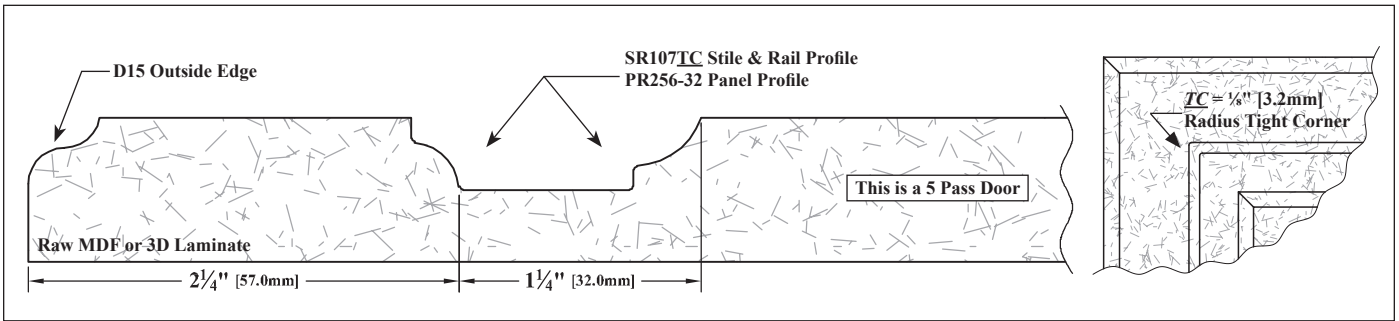 D15 Outside Edge
SR107TC Stile & Rail Profile
PR256-32 Panel Profile
TC = ⅛" [3.2mm]
Radius Tight Corner
This is a 5 Pass Door
Raw MDF or 3D Laminate
2¼" [57.0mm]
1¼" [32.0mm]